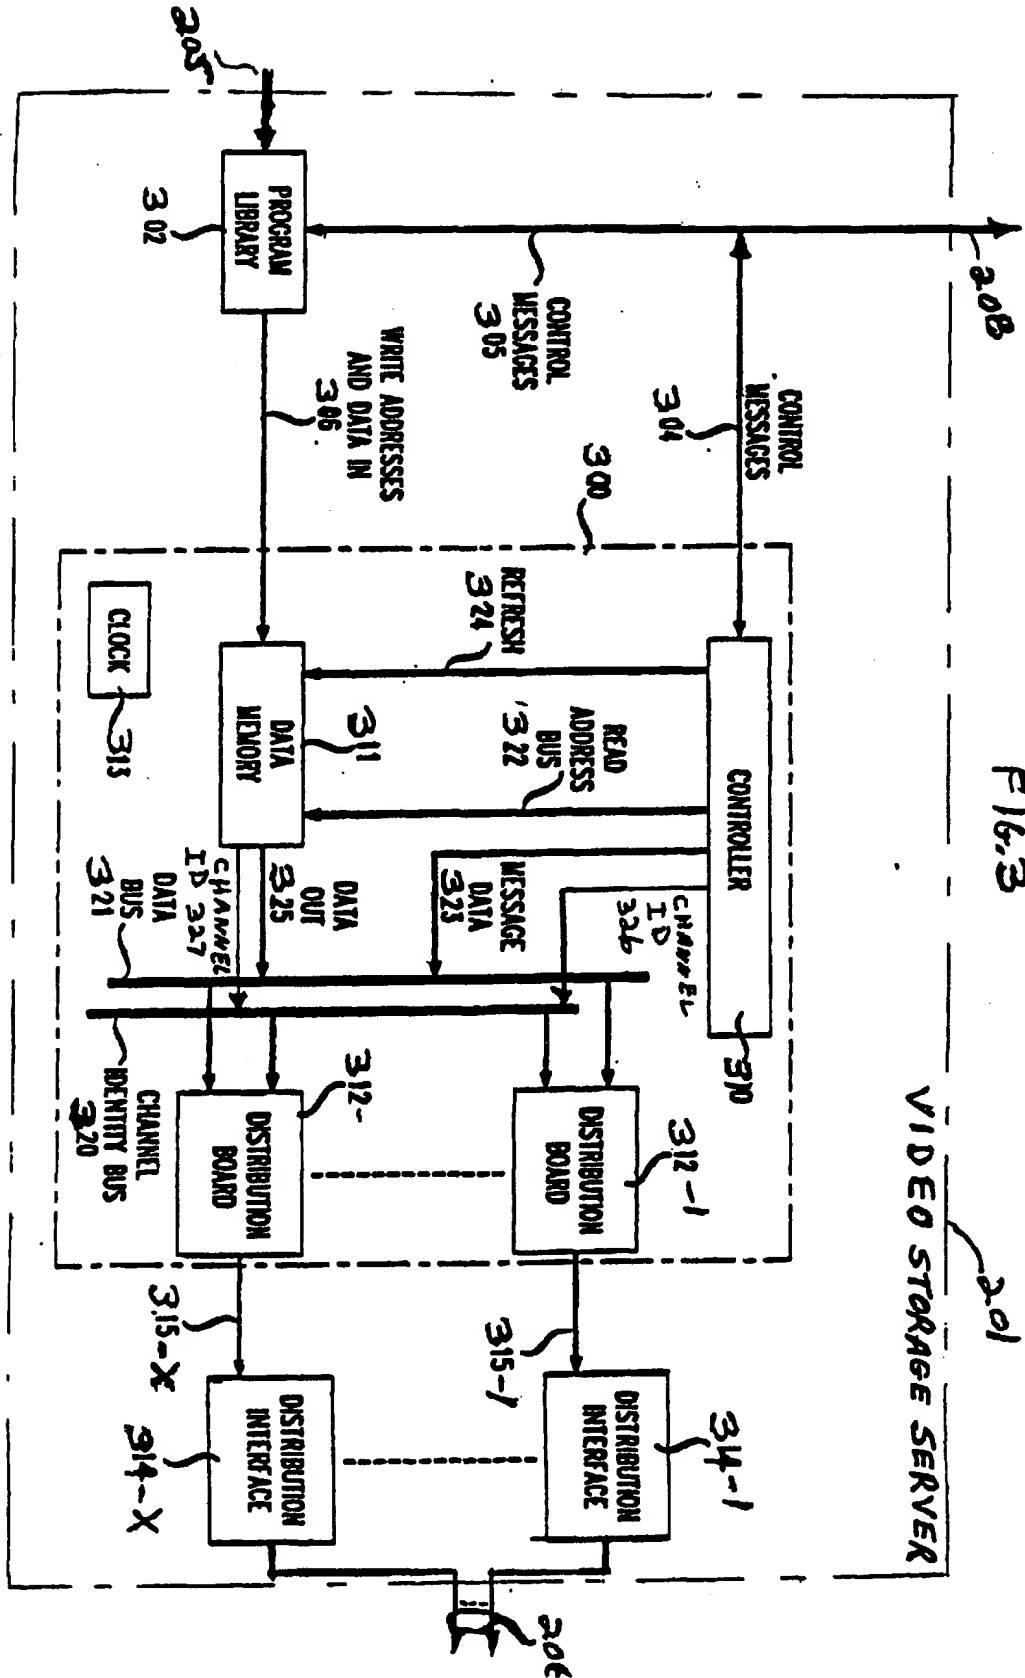 FIG.3
VIDEO STORAGE SERVER
201
208
205
PROGRAM
LIBRARY
302
CONTROL
MESSAGES
305
CONTROL
MESSAGES
304
WRITE ADDRESSES
AND DATA IN
306
300
CONTROLLER
310
REFRESH
324
READ
ADDRESS
BUS
322
MESSAGE
DATA
323
CHANNEL
ID
326
DATA
MEMORY
311
CLOCK
313
DATA
OUT
325
CHANNEL
ID 327
DATA
BUS
321
CHANNEL
IDENTITY BUS
320
DISTRIBUTION
BOARD
312-1
DISTRIBUTION
BOARD
312-
315-1
315-X
DISTRIBUTION
INTERFACE
314-1
DISTRIBUTION
INTERFACE
314-X